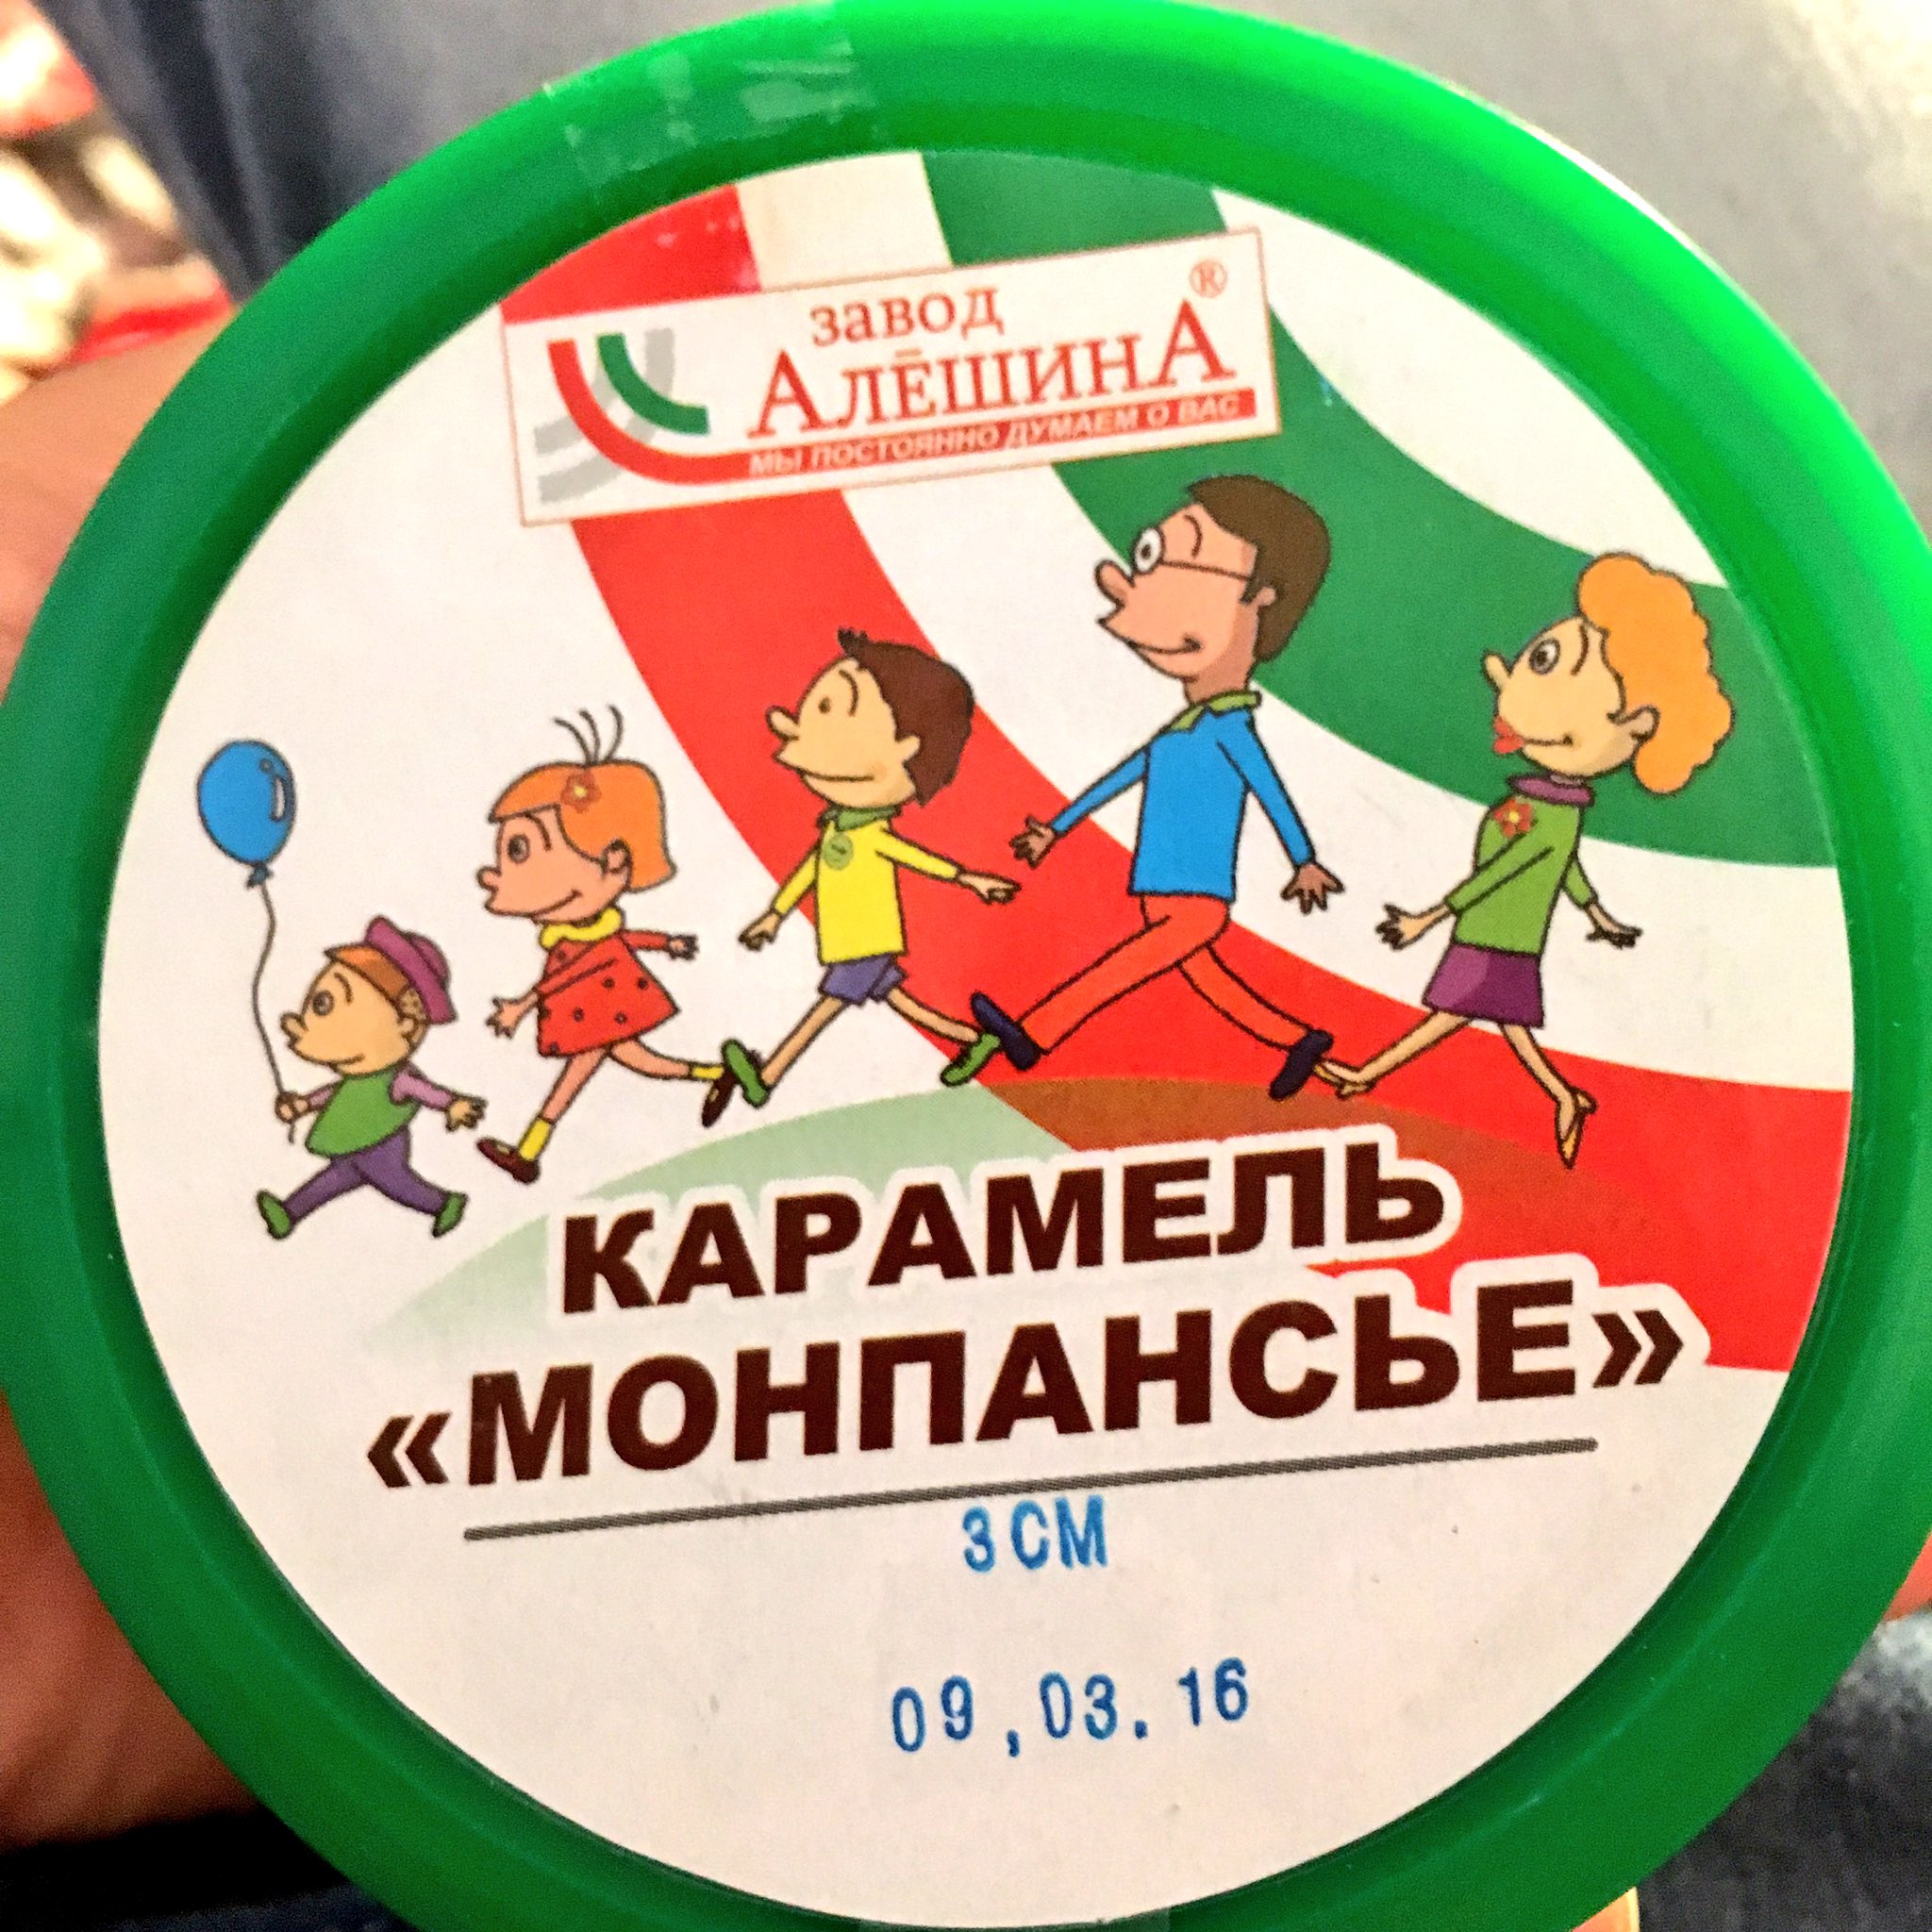 завод
АЛЁШИНА®
МЫ ПОСТОЯННО ДУМАЕМ О ВАС
КАРАМЕЛЬ
«МОНПАНСЬЕ»
3СМ
09,03.16